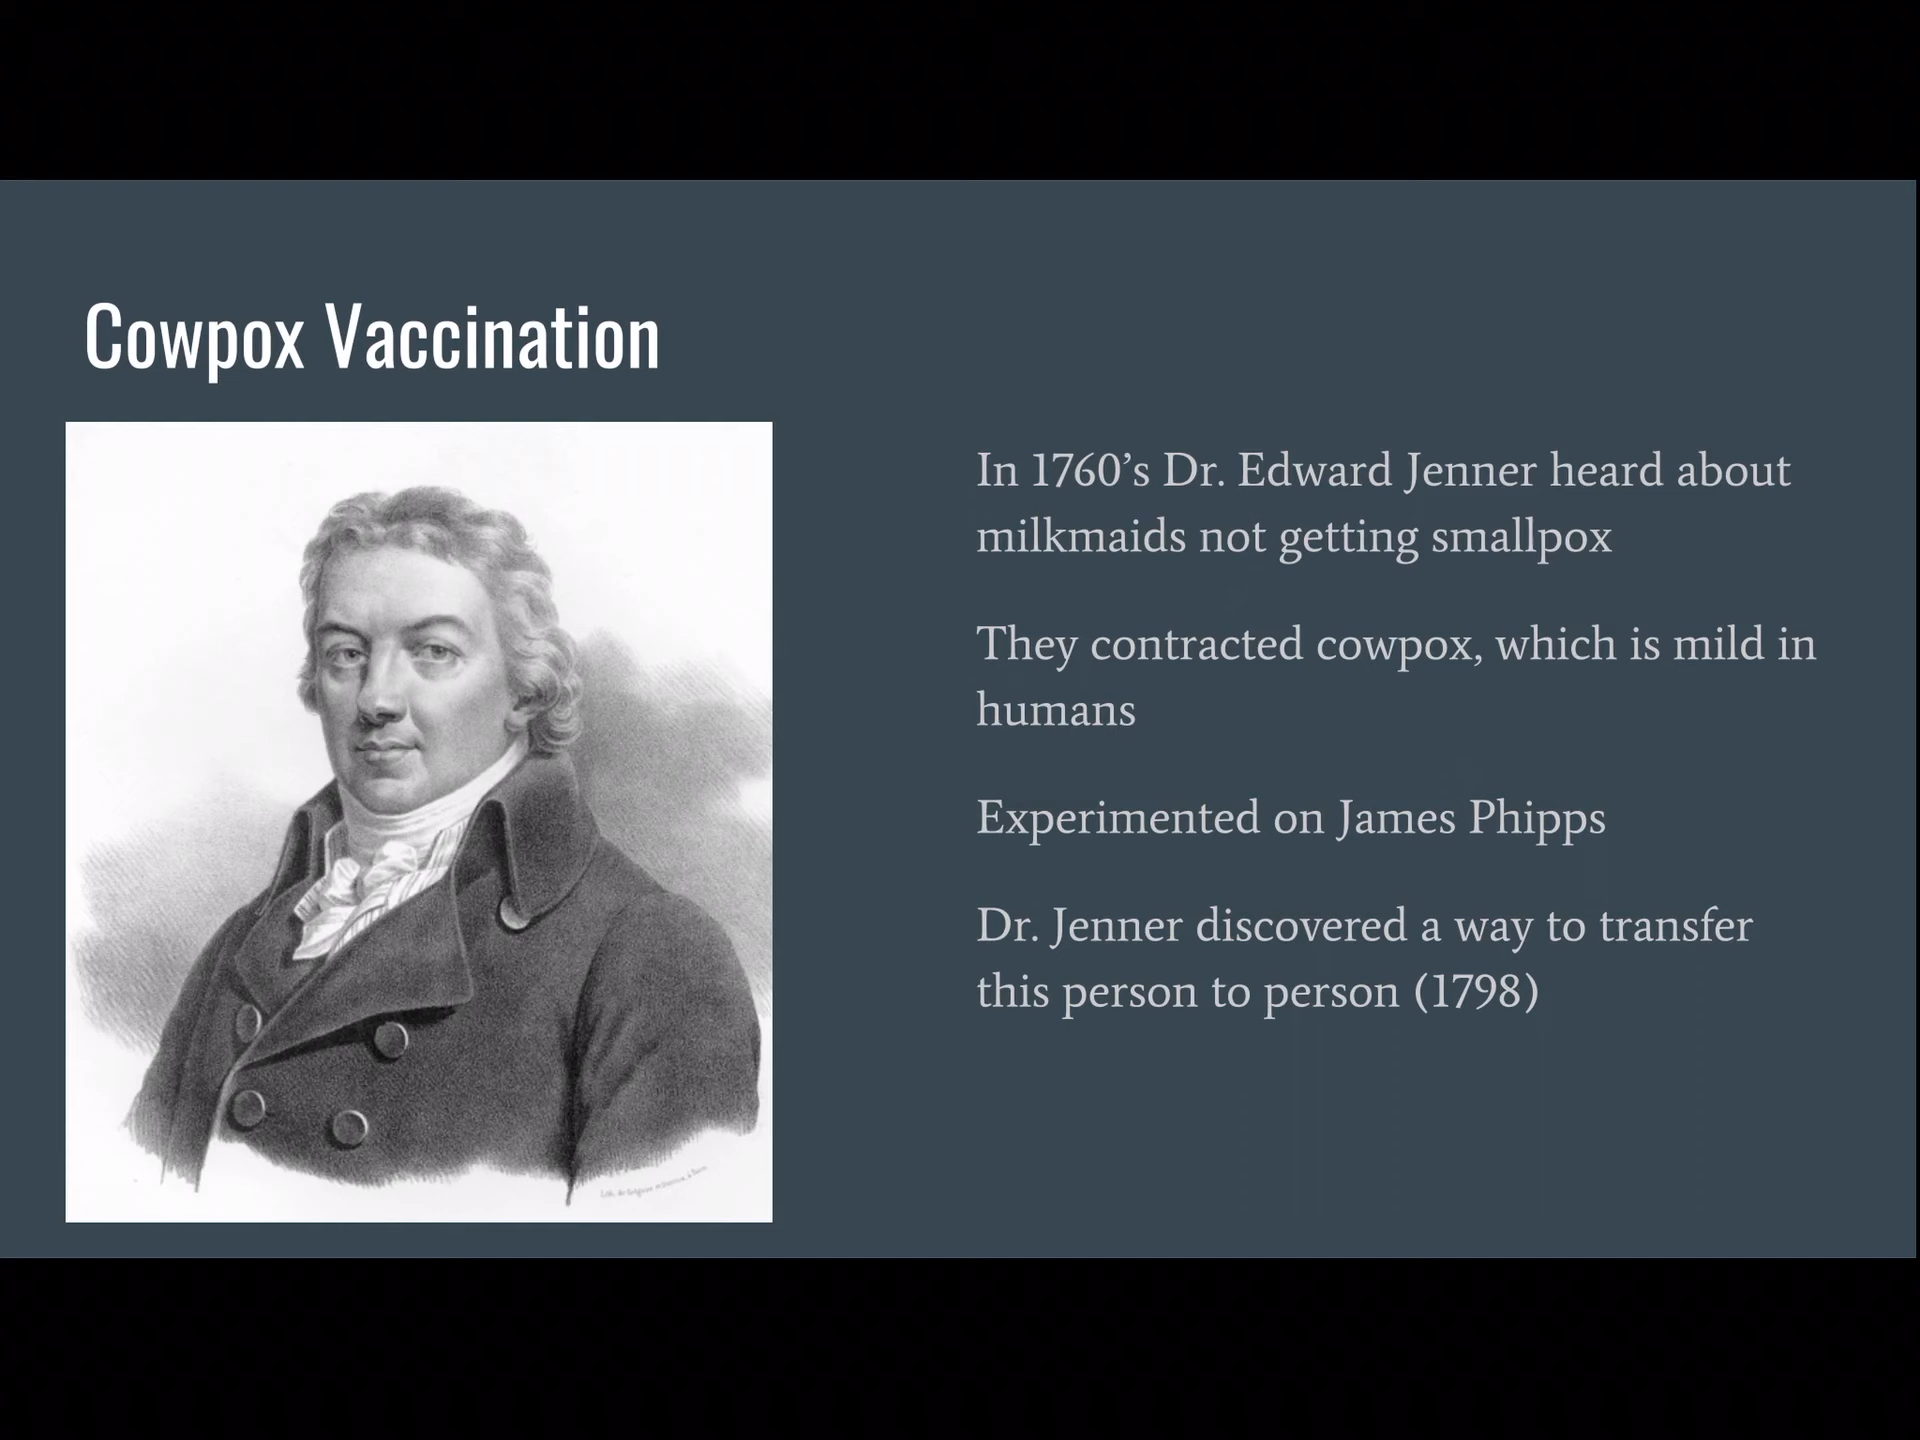 Cowpox Vaccination
In 1760’s Dr. Edward Jenner heard about
milkmaids not getting smallpox
They contracted cowpox, which is mild in
humans
Experimented on James Phipps
Dr. Jenner discovered a way to transfer
this person to person (1798)